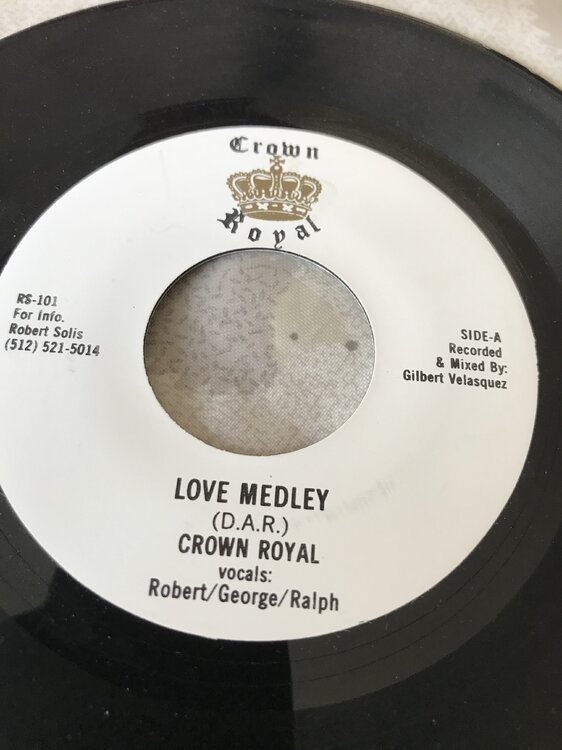 Crown
Royal
RS-101
For Info.
Robert Solis
(512) 521-5014
SIDE-A
Recorded
& Mixed By:
Gilbert Velasquez
LOVE MEDLEY
(D.A.R.)
CROWN ROYAL
vocals:
Robert/George/Ralph